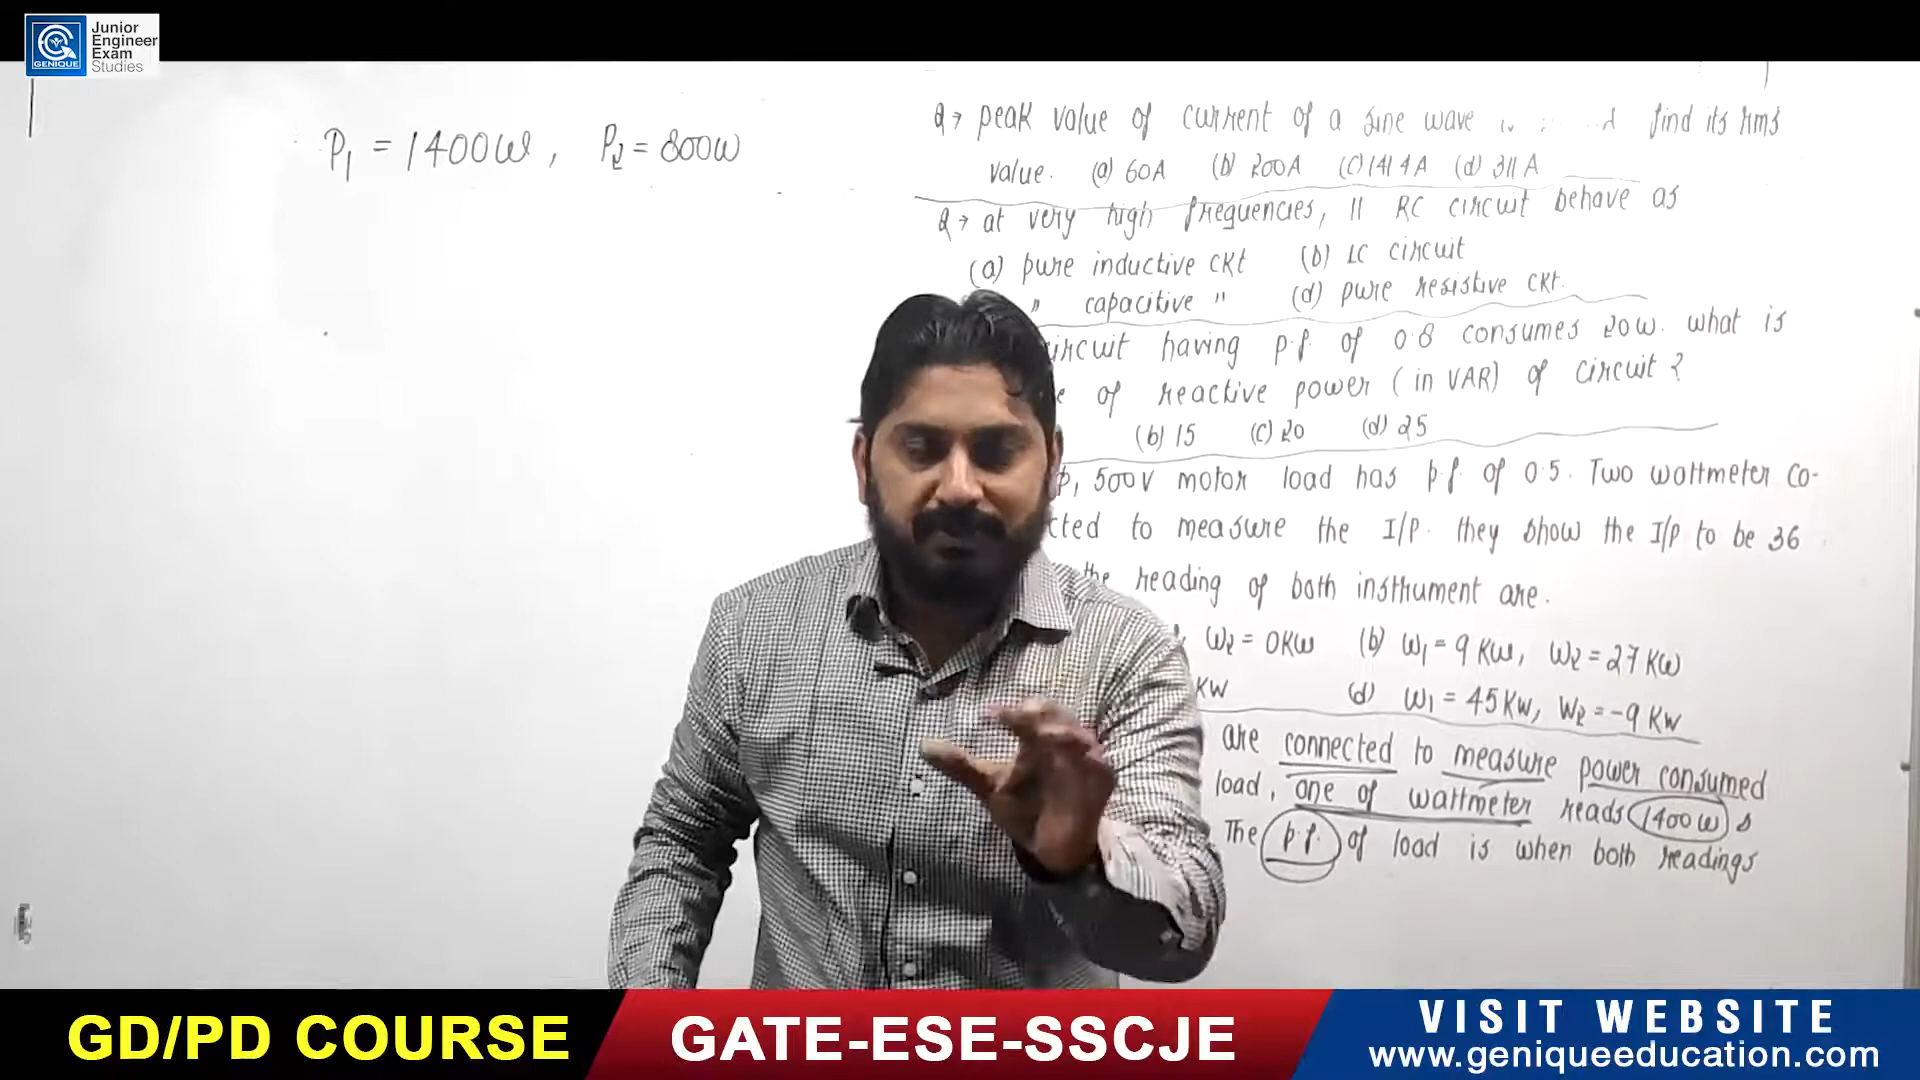 Junior
Engineer
Exam
Studies
GENIQUE
P1 = 1400W, P2 = 800W
Q→ peak value of current of a sine wave find its rms
value. (a) 60A (b) 200A (c) 141.4A (d) 311A
Q→ at very high frequencies, || RC circuit behave as
(a) pure inductive ckt (b) LC circuit
" capacitive " (d) pure resistive ckt.
circuit having p.f. of 0.8 consumes 20w. what is
of reactive power (in VAR) of circuit?
(b) 15 (c) 20 (d) 25
500V motor load has p.f. of 0.5. Two wattmeter co-
cted to measure the I/P. they show the I/P to be 36
the reading of both instrument are.
W2 = 0KW (b) W1 = 9 KW, W2 = 27 KW
KW (d) W1 = 45 KW, W2 = -9 KW
are connected to measure power consumed
load, one of wattmeter reads 1400W &
The p.f. of load is when both readings
GD/PD COURSE
GATE-ESE-SSCJE
VISIT WEBSITE
www.geniqueeducation.com